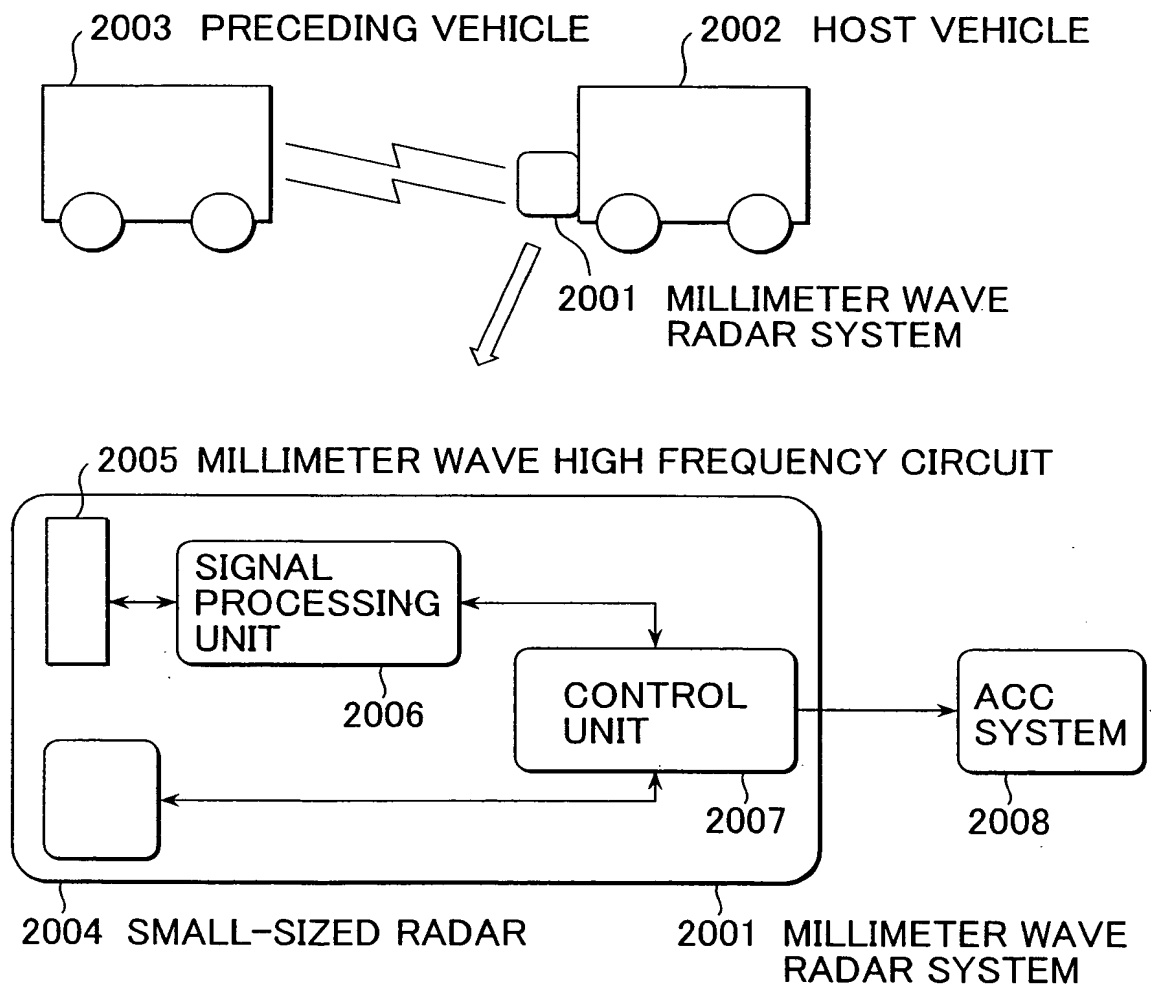 2003 PRECEDING VEHICLE
2002 HOST VEHICLE
2001 MILLIMETER WAVE
RADAR SYSTEM
2005 MILLIMETER WAVE HIGH FREQUENCY CIRCUIT
SIGNAL
PROCESSING
UNIT
2006
CONTROL
UNIT
2007
ACC
SYSTEM
2008
2004 SMALL-SIZED RADAR
2001 MILLIMETER WAVE
RADAR SYSTEM